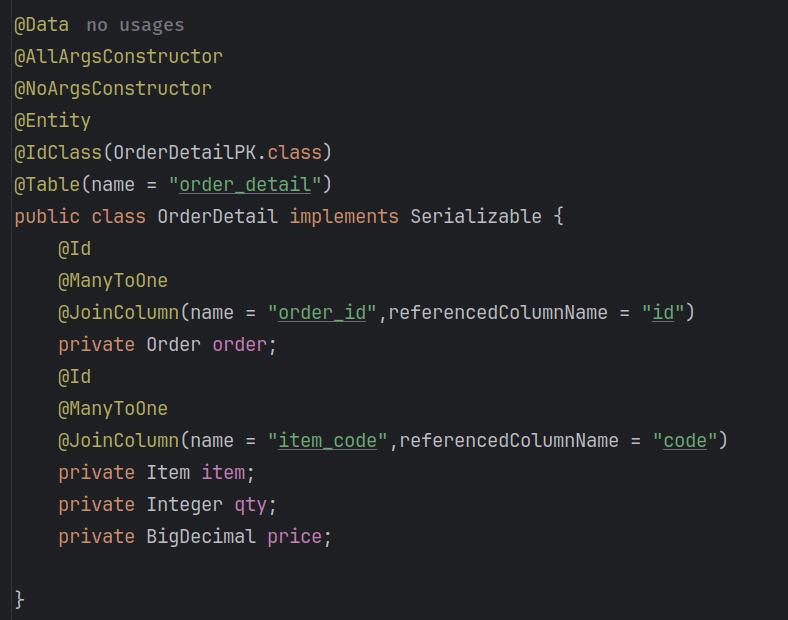 @Data no usages
@AllArgsConstructor
@NoArgsConstructor
@Entity
@IdClass(OrderDetailPK.class)
@Table(name = "order_detail")
public class OrderDetail implements Serializable {
    @Id
    @ManyToOne
    @JoinColumn(name = "order_id",referencedColumnName = "id")
    private Order order;
    @Id
    @ManyToOne
    @JoinColumn(name = "item_code",referencedColumnName = "code")
    private Item item;
    private Integer qty;
    private BigDecimal price;
}